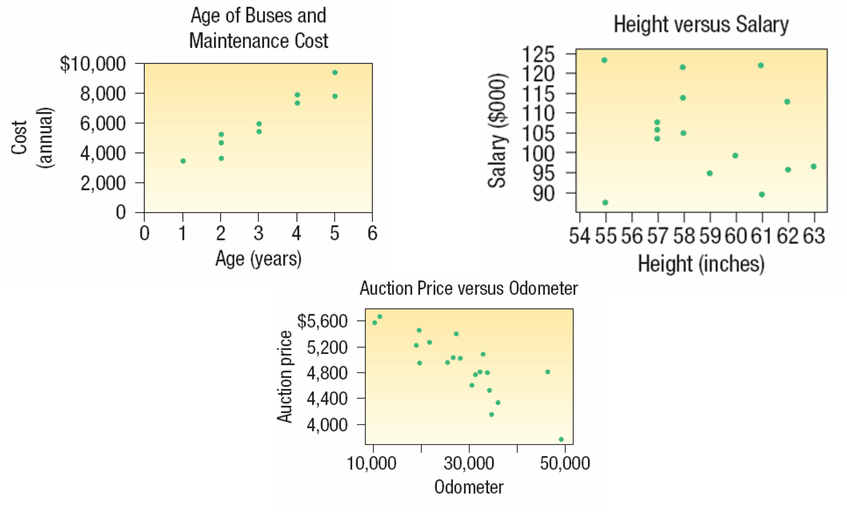 Age of Buses and
Maintenance Cost
$10,000
8,000
6,000
4,000
2,000
0
Cost
(annual)
0 1 2 3 4 5 6
Age (years)
Height versus Salary
125
120
115
110
105
100
95
90
Salary ($000)
54 55 56 57 58 59 60 61 62 63
Height (inches)
Auction Price versus Odometer
$5,600
5,200
4,800
4,400
4,000
Auction price
10,000 30,000 50,000
Odometer